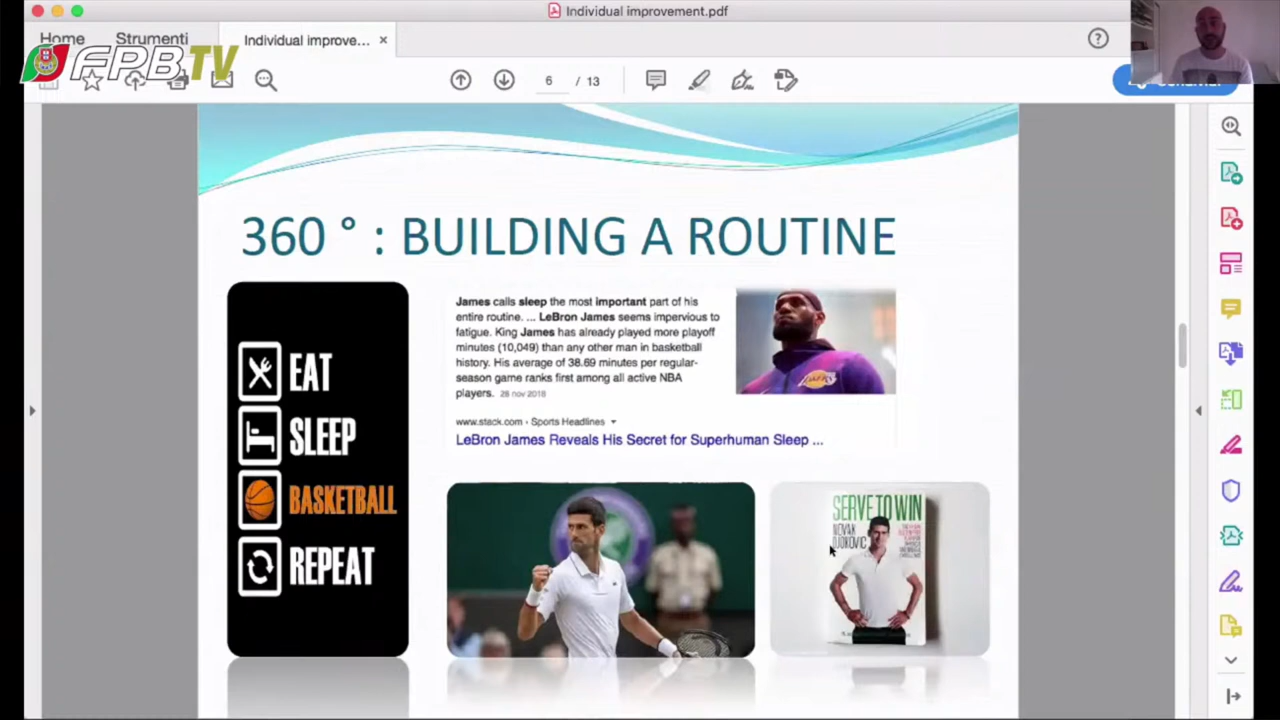 Individual improvement.pdf
Home
Strumenti
Individual improve...
FPBTV
6 / 13
360 ° : BUILDING A ROUTINE
EAT
SLEEP
BASKETBALL
REPEAT
James calls sleep the most important part of his
entire routine. ... LeBron James seems impervious to
fatigue. King James has already played more playoff
minutes (10,049) than any other man in basketball
history. His average of 38.69 minutes per regular-
season game ranks first among all active NBA
players. 28 nov 2018
www.stack.com › Sports Headlines
LeBron James Reveals His Secret for Superhuman Sleep ...
SERVE TO WIN
NOVAK
DJOKOVIC